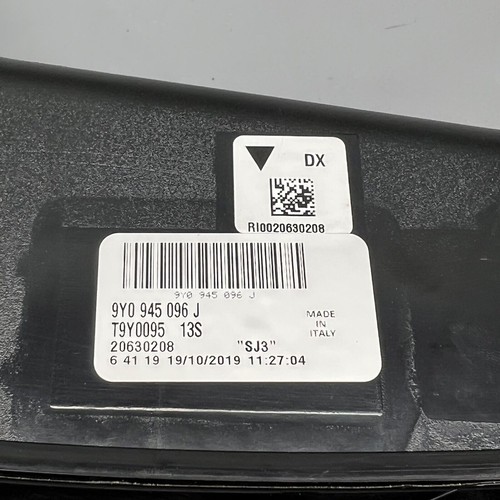 DX
RI0020630208
9Y0 945 096 J
9Y0 945 096 J
T9Y0095 13S
MADE
IN
ITALY
20630208 "SJ3"
6 41 19 19/10/2019 11:27:04